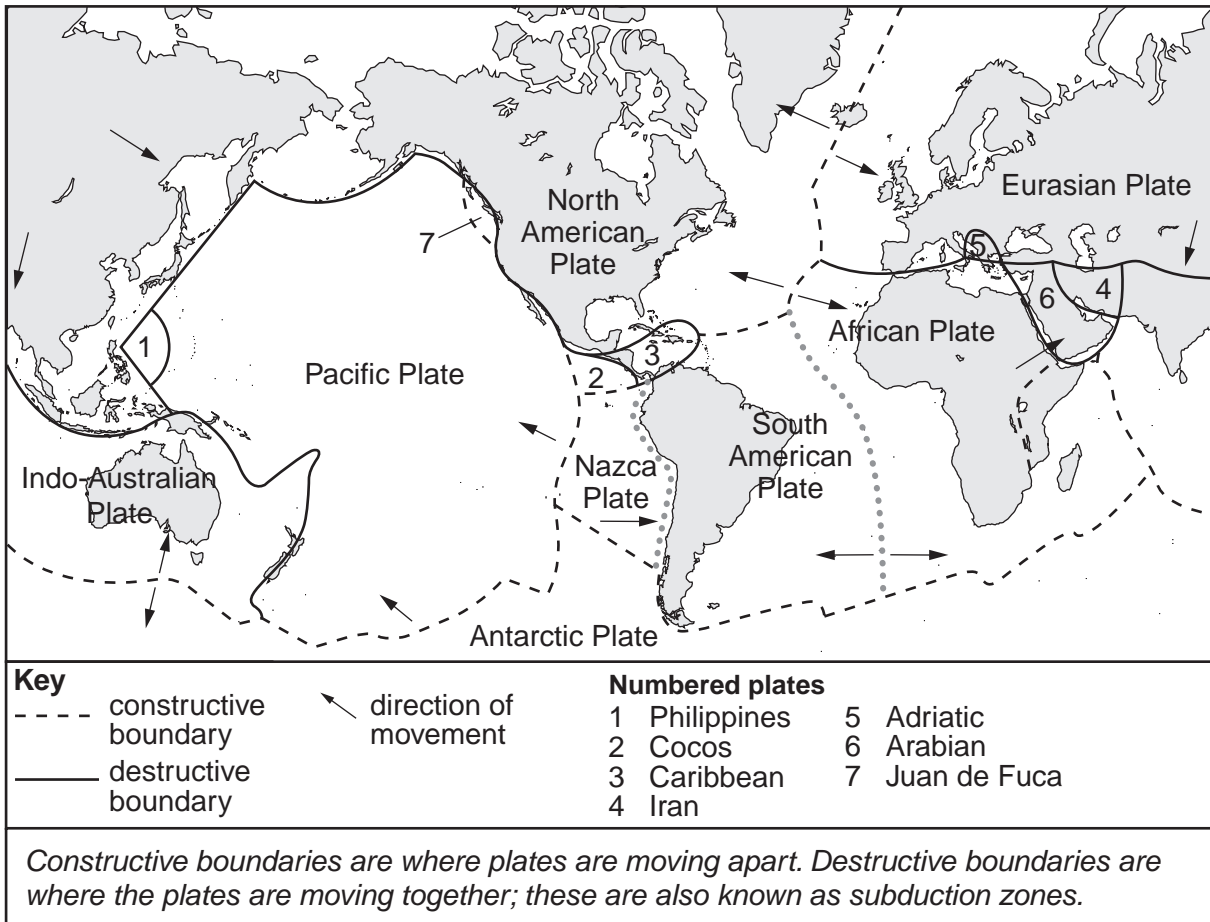 North
American
Plate
Eurasian Plate
7
5
6
4
African Plate
1
3
2
Pacific Plate
South
American
Plate
Nazca
Plate
Indo-Australian
Plate
Antarctic Plate
Key
constructive
boundary
destructive
boundary
direction of
movement
Numbered plates
1 Philippines
2 Cocos
3 Caribbean
4 Iran
5 Adriatic
6 Arabian
7 Juan de Fuca
Constructive boundaries are where plates are moving apart. Destructive boundaries are
where the plates are moving together; these are also known as subduction zones.